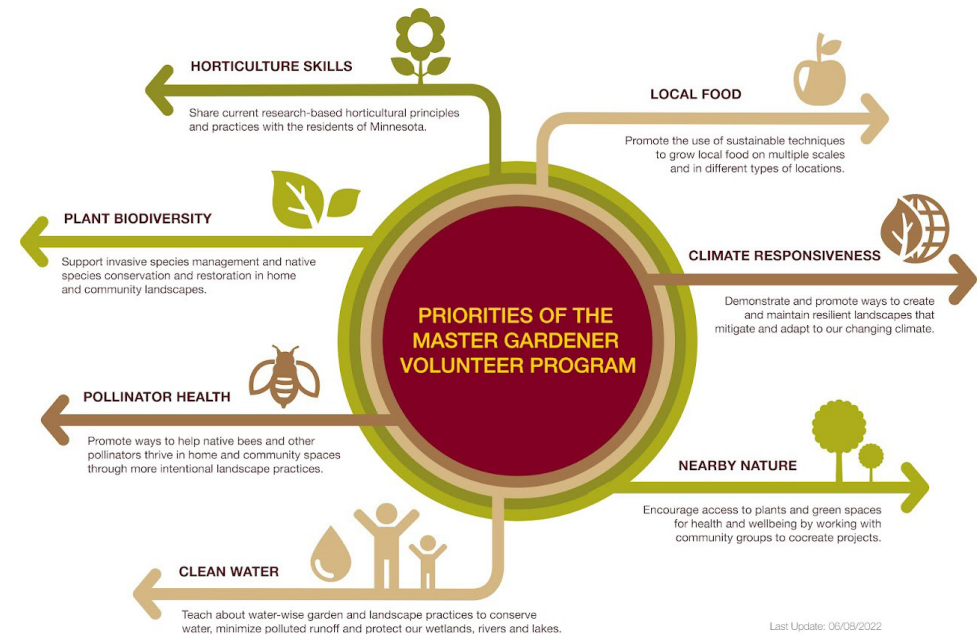 HORTICULTURE SKILLS
Share current research-based horticultural principles
and practices with the residents of Minnesota.
LOCAL FOOD
Promote the use of sustainable techniques
to grow local food on multiple scales
and in different types of locations.
PLANT BIODIVERSITY
Support invasive species management and native
species conservation and restoration in home
and community landscapes.
CLIMATE RESPONSIVENESS
Demonstrate and promote ways to create
and maintain resilient landscapes that
mitigate and adapt to our changing climate.
PRIORITIES OF THE
MASTER GARDENER
VOLUNTEER PROGRAM
POLLINATOR HEALTH
Promote ways to help native bees and other
pollinators thrive in home and community spaces
through more intentional landscape practices.
NEARBY NATURE
Encourage access to plants and green spaces
for health and wellbeing by working with
community groups to cocreate projects.
CLEAN WATER
Teach about water-wise garden and landscape practices to conserve
water, minimize polluted runoff and protect our wetlands, rivers and lakes.
Last Update: 06/08/2022